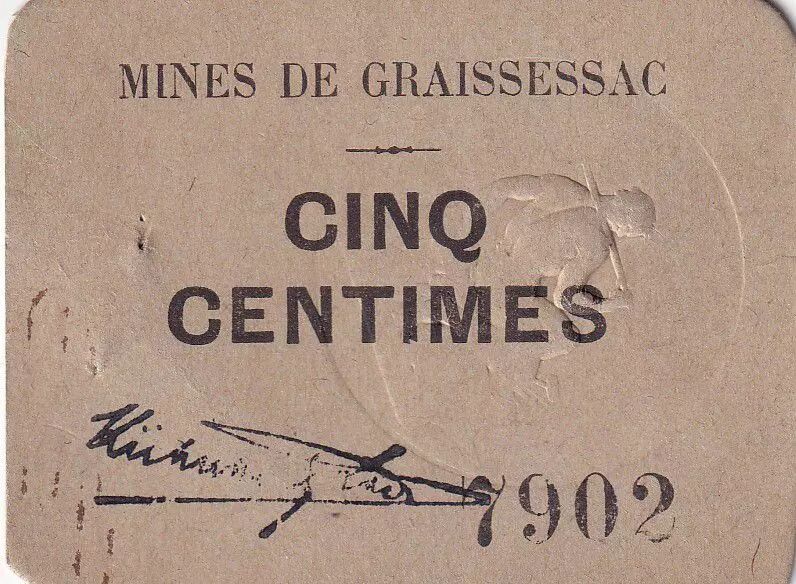 MINES DE GRAISSESSAC
CINQ
CENTIMES
7902